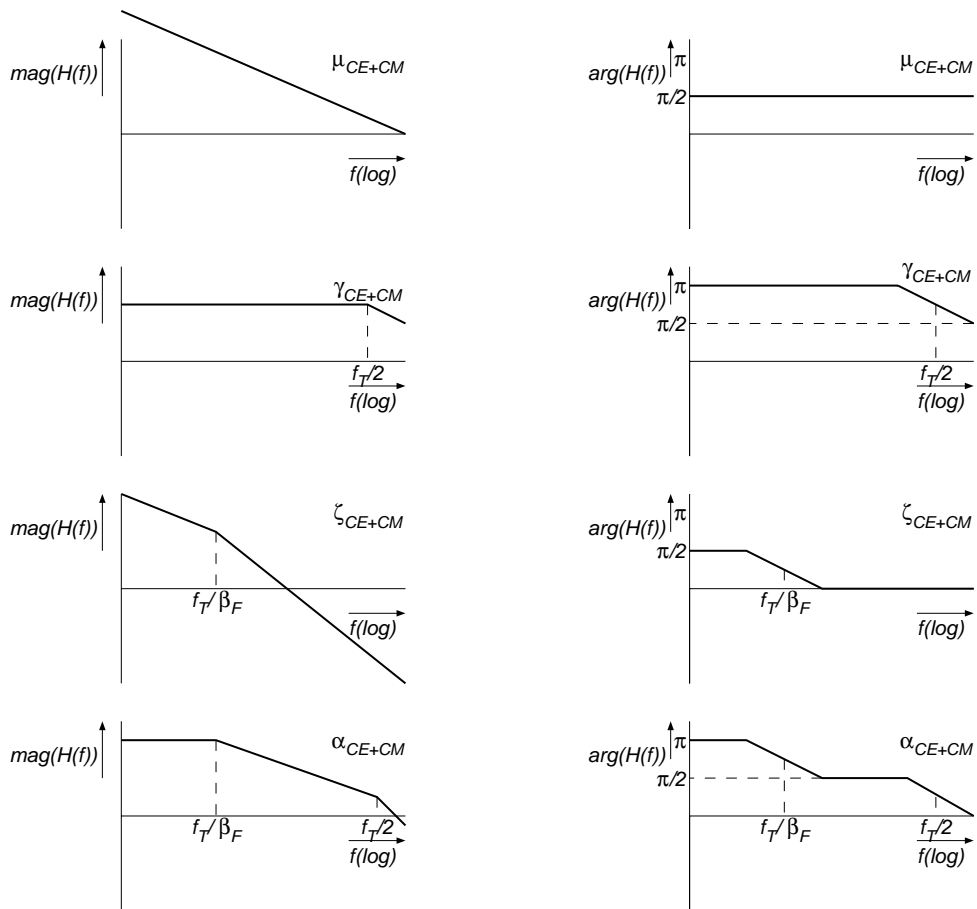 μCE+CM
mag(H(f))
f(log)
π
μCE+CM
arg(H(f))
π/2
f(log)
γCE+CM
mag(H(f))
fT/2
f(log)
γCE+CM
arg(H(f))
π
π/2
fT/2
f(log)
ζCE+CM
mag(H(f))
fT/βF
f(log)
π
ζCE+CM
arg(H(f))
π/2
fT/βF
f(log)
αCE+CM
mag(H(f))
fT/βF
fT/2
f(log)
π
αCE+CM
arg(H(f))
π/2
fT/βF
fT/2
f(log)